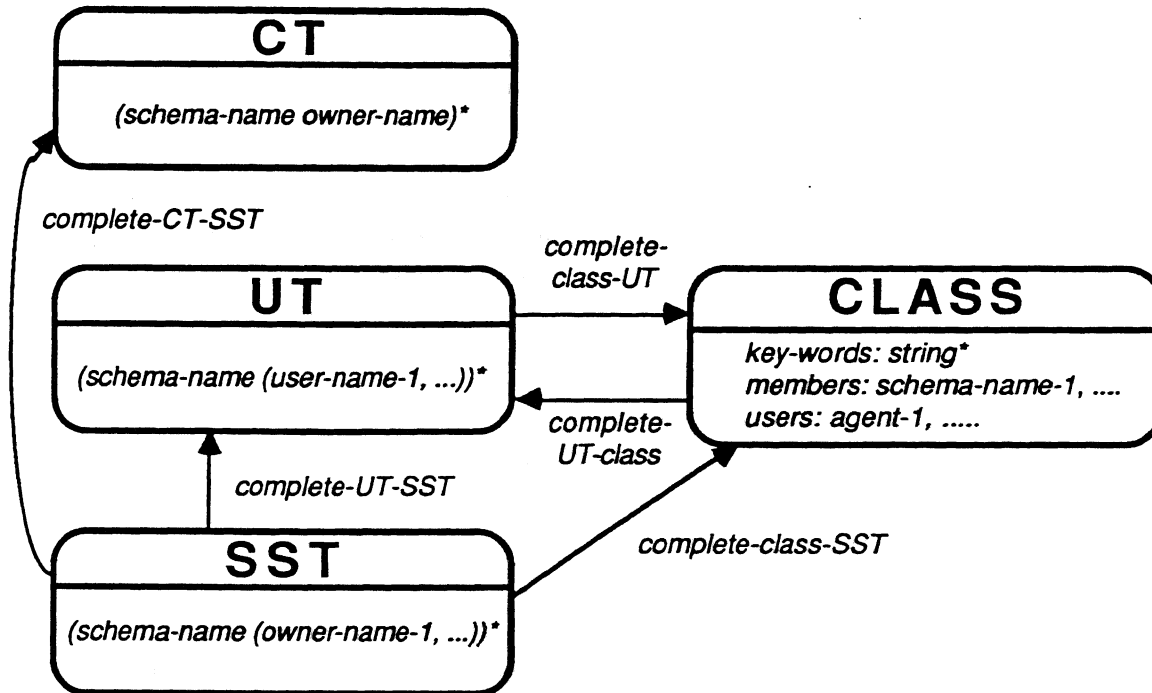 CT
(schema-name owner-name)*
complete-CT-SST
complete-
class-UT
UT
(schema-name (user-name-1, ...))*
CLASS
key-words: string*
members: schema-name-1, ....
users: agent-1, .....
complete-
UT-class
complete-UT-SST
complete-class-SST
SST
(schema-name (owner-name-1, ...))*